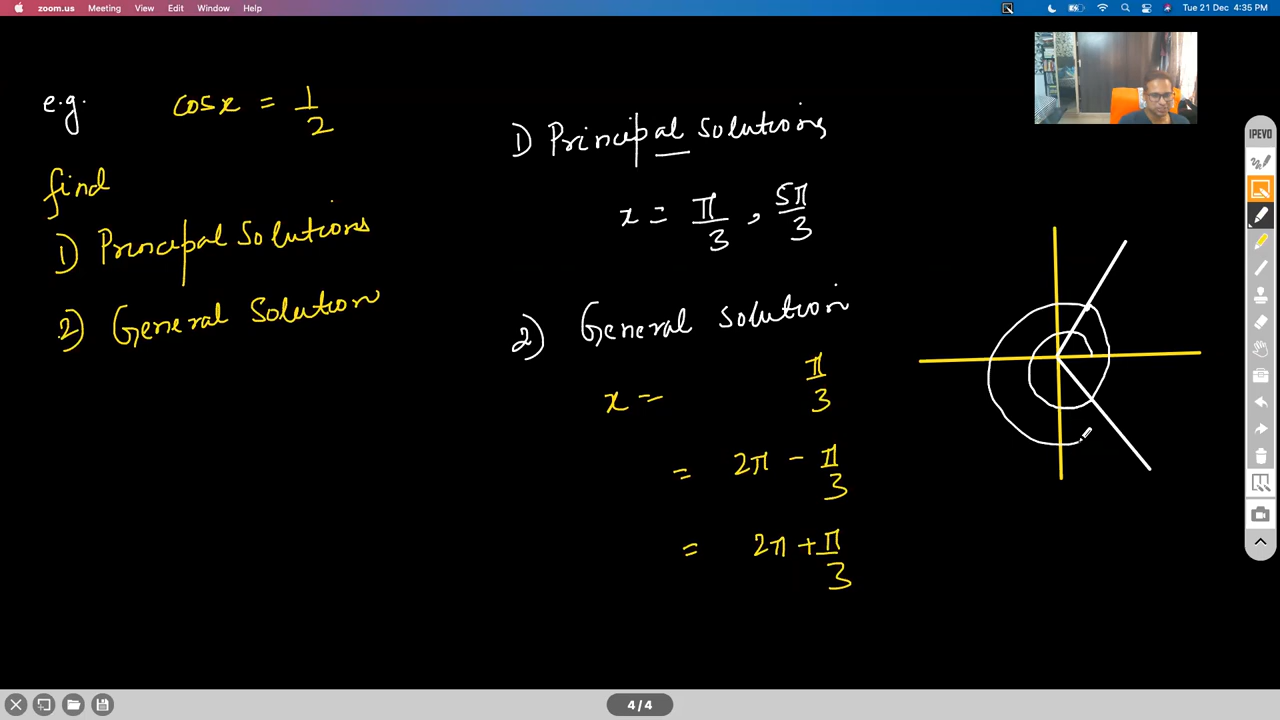 zoom.us Meeting View Edit Window Help Tue 21 Dec 4:35 PM
e.g. cosx = 1/2
find
1) Principal Solutions
2) General Solution
1) Principal Solutions
x = π/3 , 5π/3
2) General Solution
x = π/3
= 2π - π/3
= 2π + π/3
IPEVO
4/4